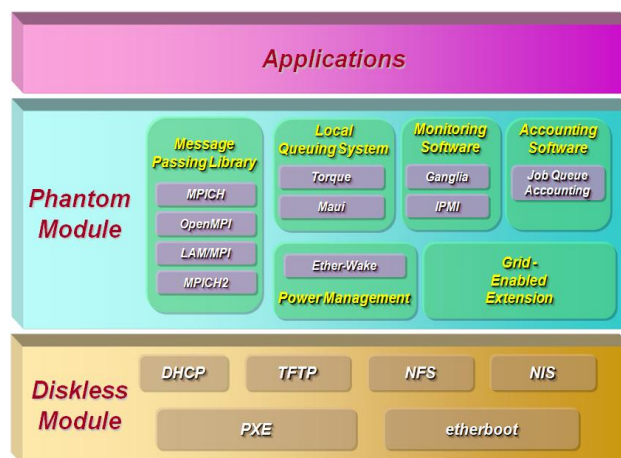 Applications
Phantom
Module
Message
Passing Library
MPICH
OpenMPI
LAM/MPI
MPICH2
Local
Queuing System
Torque
Maui
Monitoring
Software
Ganglia
IPMI
Accounting
Software
Job Queue
Accounting
Ether-Wake
Power Management
Grid -
Enabled
Extension
Diskless
Module
DHCP
TFTP
NFS
NIS
PXE
etherboot